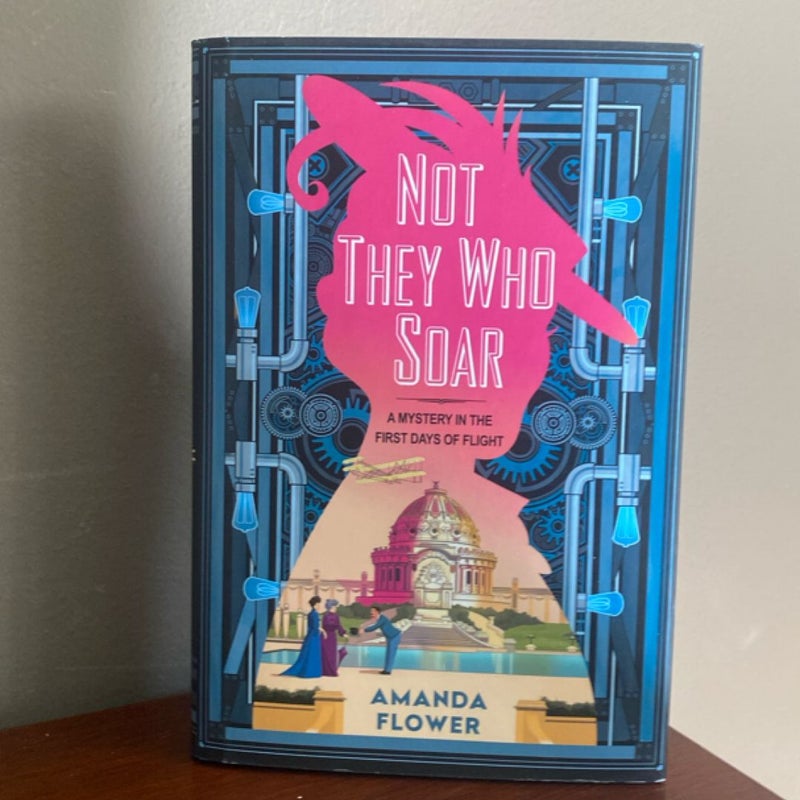 NOT
THEY WHO
SOAR
A MYSTERY IN THE
FIRST DAYS OF FLIGHT
AMANDA
FLOWER